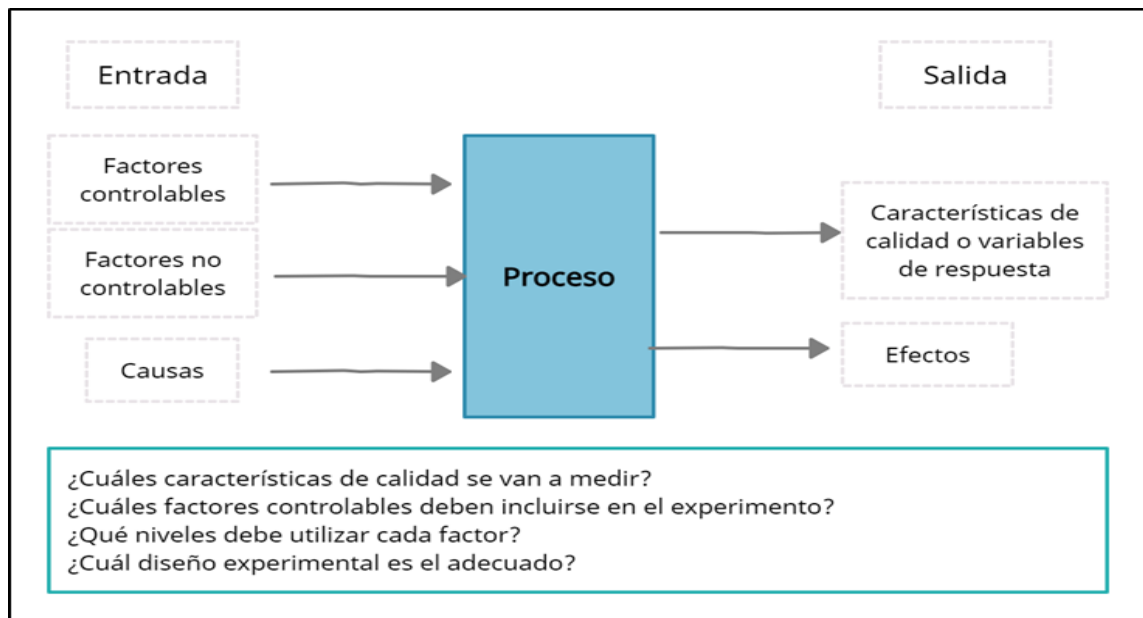 Entrada
Salida
Factores
controlables
Factores no
controlables
Causas
Proceso
Características de
calidad o variables
de respuesta
Efectos
¿Cuáles características de calidad se van a medir?
¿Cuáles factores controlables deben incluirse en el experimento?
¿Qué niveles debe utilizar cada factor?
¿Cuál diseño experimental es el adecuado?